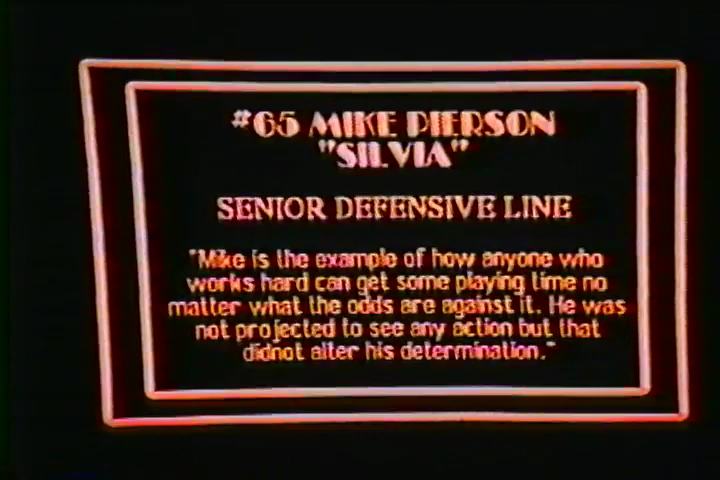 #65 MIKE PIERSON
"SILVIA"
SENIOR DEFENSIVE LINE
"Mike is the example of how anyone who
works hard can get some playing time no
matter what the odds are against it. He was
not projected to see any action but that
didnot alter his determination."